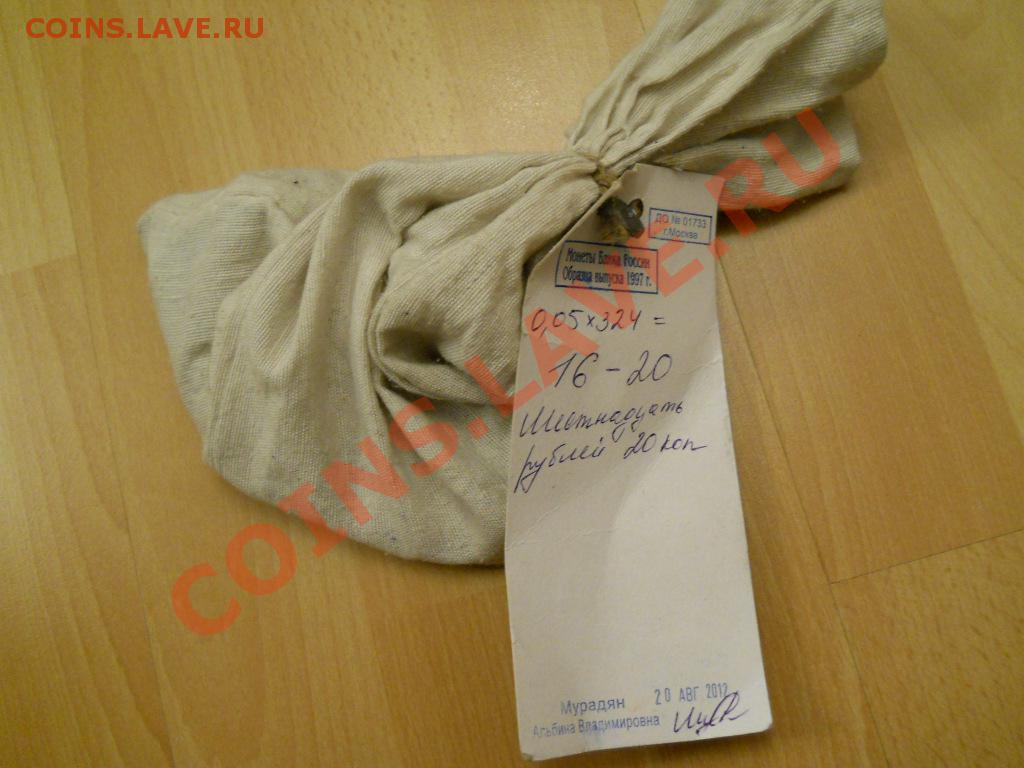 COINS.LAVE.RU
ДО № 01733
г.Москва
Монеты Банка России
Образца выпуска 1997 г.
0,05×324 =
16-20
Шестнадцать
рублей 20 коп
Мурадян
20 АВГ 2012
Альбина Владимировна
COINS.LAVE.RU